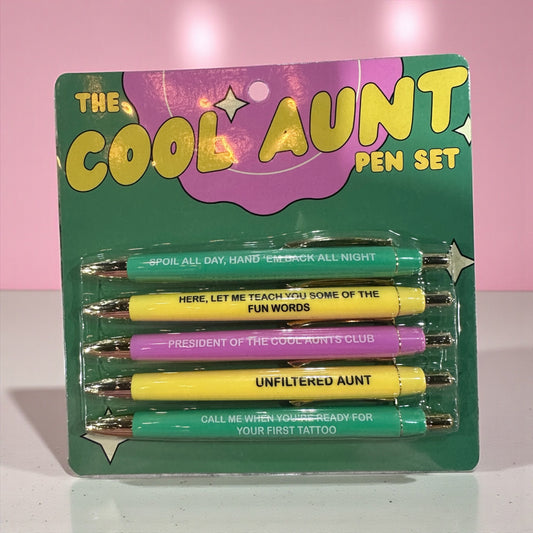 THE
COOL AUNT
PEN SET
SPOIL ALL DAY, HAND 'EM BACK ALL NIGHT
HERE, LET ME TEACH YOU SOME OF THE
FUN WORDS
PRESIDENT OF THE COOL AUNTS CLUB
UNFILTERED AUNT
CALL ME WHEN YOU'RE READY FOR
YOUR FIRST TATTOO